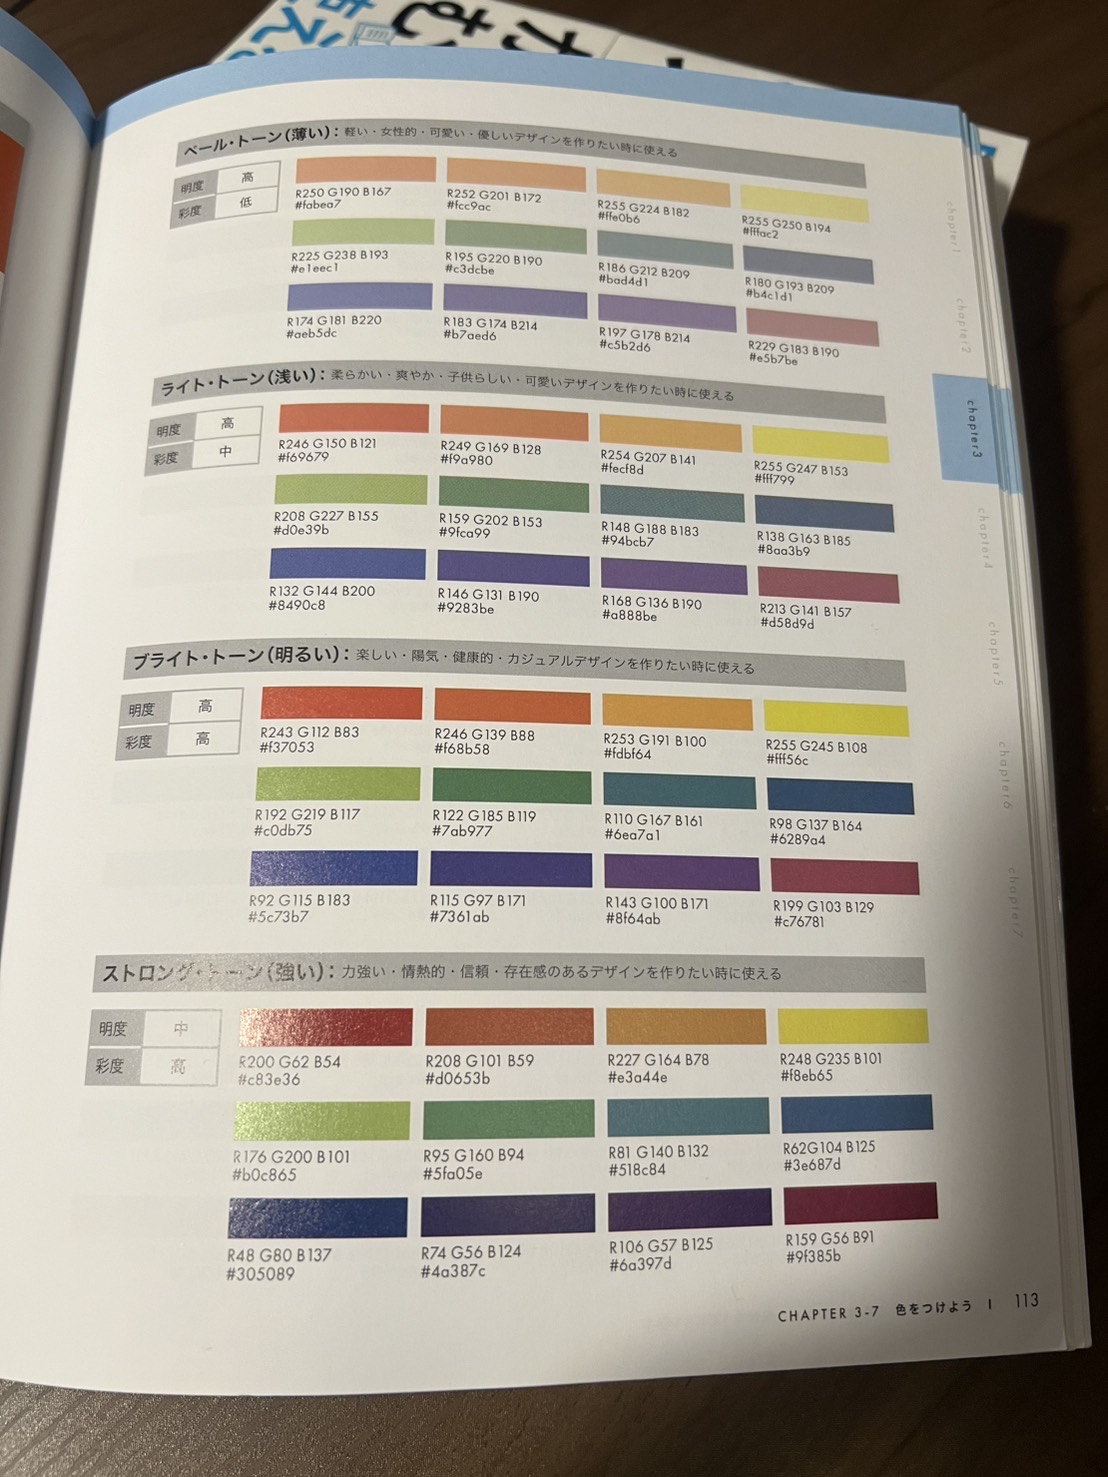 ペール・トーン(薄い)：軽い・女性的・可愛い・優しいデザインを作りたい時に使える
明度 高
彩度 低
R250 G190 B167
#fabea7
R252 G201 B172
#fcc9ac
R255 G224 B182
#ffe0b6
R255 G250 B194
#fffac2
R225 G238 B193
#e1eec1
R195 G220 B190
#c3dcbe
R186 G212 B209
#bad4d1
R180 G193 B209
#b4c1d1
R174 G181 B220
#aeb5dc
R183 G174 B214
#b7aed6
R197 G178 B214
#c5b2d6
R229 G183 B190
#e5b7be
ライト・トーン(浅い)：柔らかい・爽やか・子供らしい・可愛いデザインを作りたい時に使える
明度 高
彩度 中
R246 G150 B121
#f69679
R249 G169 B128
#f9a980
R254 G207 B141
#fecf8d
R255 G247 B153
#fff799
R208 G227 B155
#d0e39b
R159 G202 B153
#9fca99
R148 G188 B183
#94bcb7
R138 G163 B185
#8aa3b9
R132 G144 B200
#8490c8
R146 G131 B190
#9283be
R168 G136 B190
#a888be
R213 G141 B157
#d58d9d
ブライト・トーン(明るい)：楽しい・陽気・健康的・カジュアルデザインを作りたい時に使える
明度 高
彩度 高
R243 G112 B83
#f37053
R246 G139 B88
#f68b58
R253 G191 B100
#fdbf64
R255 G245 B108
#fff56c
R192 G219 B117
#c0db75
R122 G185 B119
#7ab977
R110 G167 B161
#6ea7a1
R98 G137 B164
#6289a4
R92 G115 B183
#5c73b7
R115 G97 B171
#7361ab
R143 G100 B171
#8f64ab
R199 G103 B129
#c76781
ストロング・トーン(強い)：力強い・情熱的・信頼・存在感のあるデザインを作りたい時に使える
明度 中
彩度 高
R200 G62 B54
#c83e36
R208 G101 B59
#d0653b
R227 G164 B78
#e3a44e
R248 G235 B101
#f8eb65
R176 G200 B101
#b0c865
R95 G160 B94
#5fa05e
R81 G140 B132
#518c84
R62G104 B125
#3e687d
R48 G80 B137
#305089
R74 G56 B124
#4a387c
R106 G57 B125
#6a397d
R159 G56 B91
#9f385b
chapter1
chapter2
chapter3
chapter4
chapter5
chapter6
chapter7
CHAPTER 3-7 色をつけよう | 113